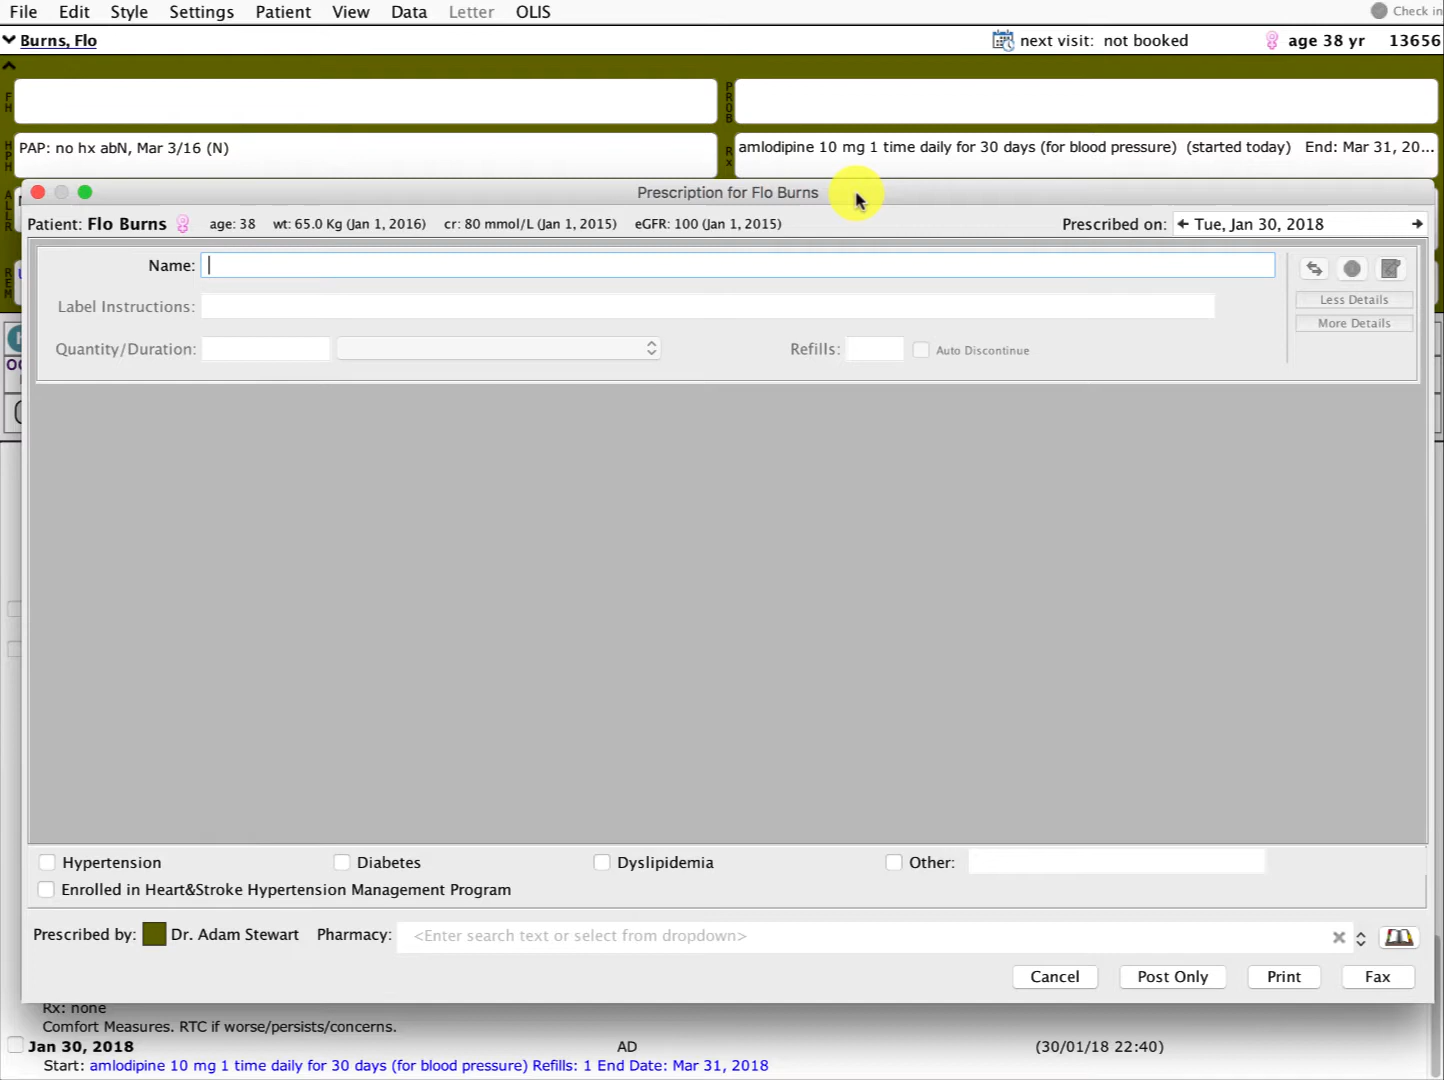 File Edit Style Settings Patient View Data Letter OLIS Check in
Burns, Flo next visit: not booked age 38 yr 13656
FH
PROB
HPH
PAP: no hx abN, Mar 3/16 (N)
Rx
amlodipine 10 mg 1 time daily for 30 days (for blood pressure) (started today) End: Mar 31, 20...
ALLR
REM
Prescription for Flo Burns
Patient: Flo Burns age: 38 wt: 65.0 Kg (Jan 1, 2016) cr: 80 mmol/L (Jan 1, 2015) eGFR: 100 (Jan 1, 2015) Prescribed on: Tue, Jan 30, 2018
Name:
Label Instructions:
Less Details
More Details
Quantity/Duration: Refills: Auto Discontinue
Hypertension Diabetes Dyslipidemia Other:
Enrolled in Heart&Stroke Hypertension Management Program
Prescribed by: Dr. Adam Stewart Pharmacy: <Enter search text or select from dropdown>
Cancel Post Only Print Fax
Rx: none
Comfort Measures. RTC if worse/persists/concerns.
Jan 30, 2018 AD (30/01/18 22:40)
Start: amlodipine 10 mg 1 time daily for 30 days (for blood pressure) Refills: 1 End Date: Mar 31, 2018